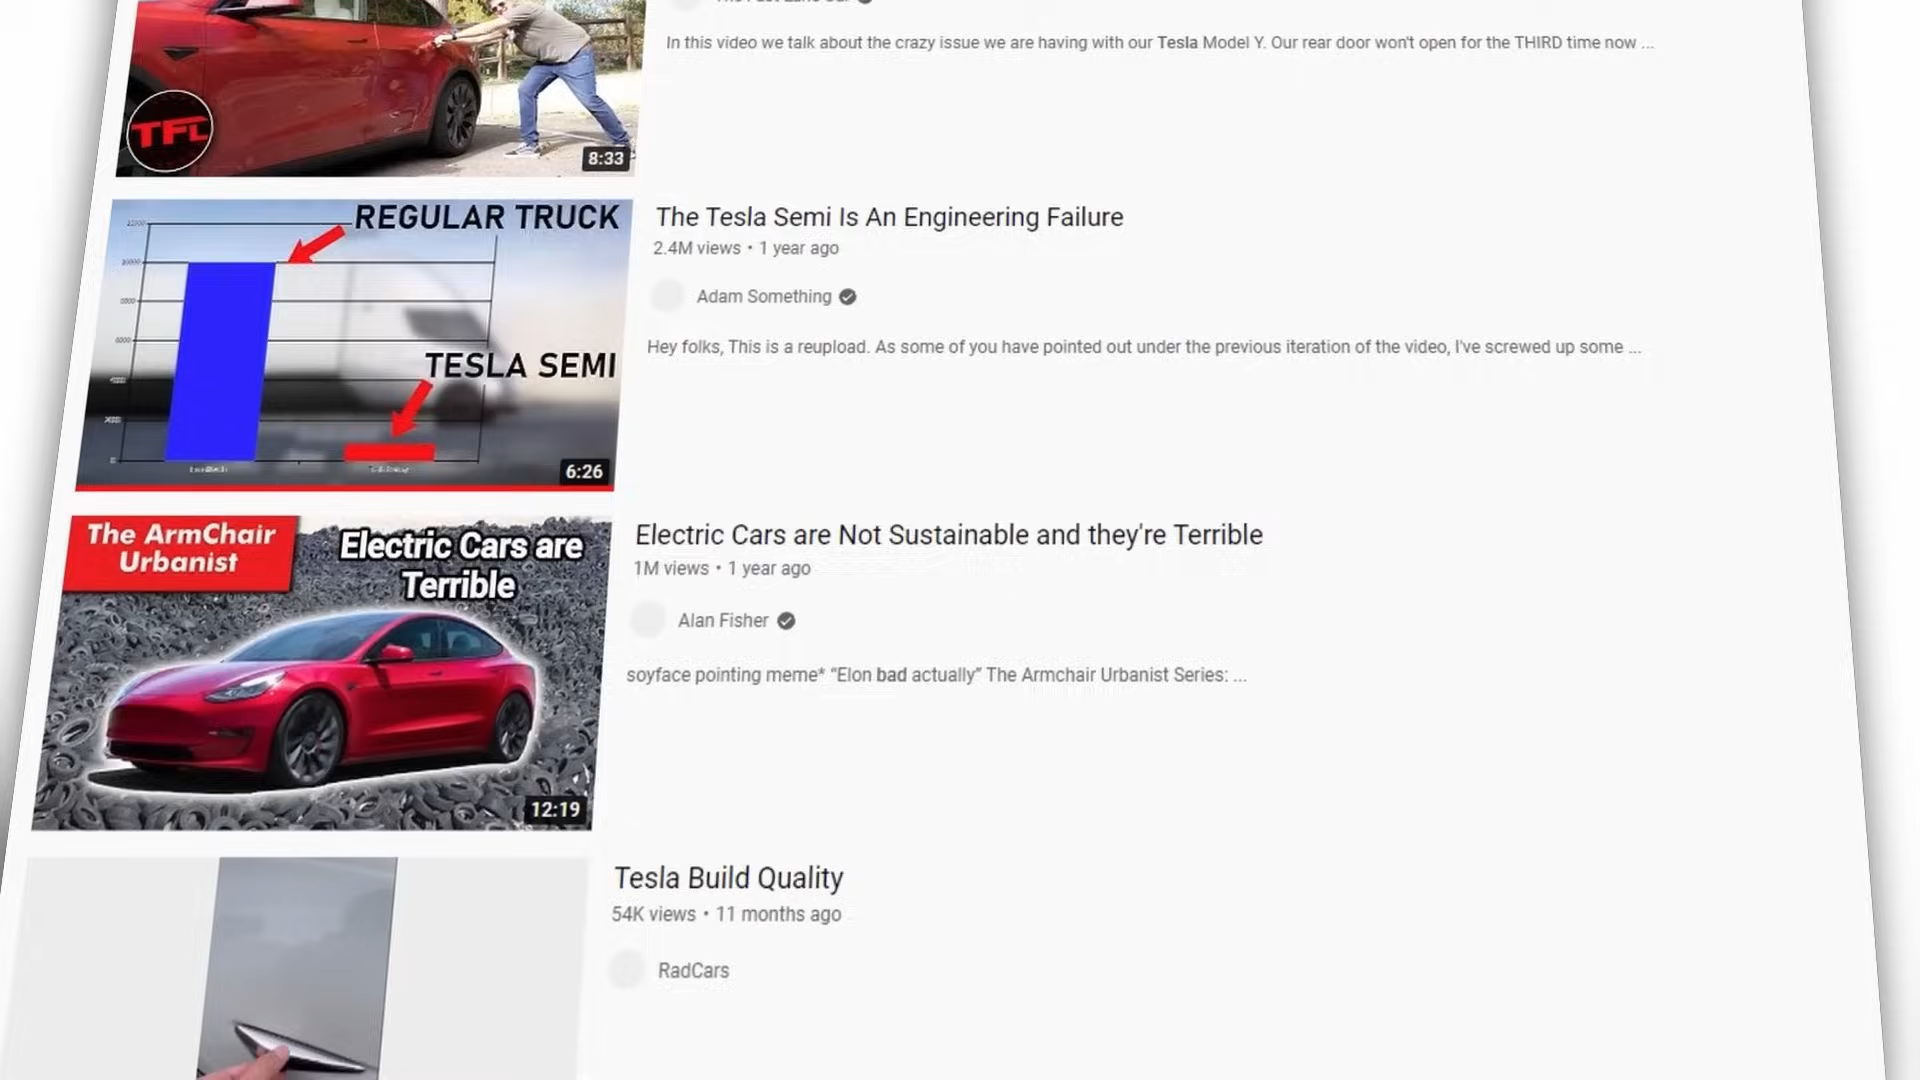 In this video we talk about the crazy issue we are having with our Tesla Model Y. Our rear door won't open for the THIRD time now ...
TFL
8:33
REGULAR TRUCK
TESLA SEMI
6:26
The Tesla Semi Is An Engineering Failure
2.4M views • 1 year ago
Adam Something
Hey folks, This is a reupload. As some of you have pointed out under the previous iteration of the video, I've screwed up some ...
The ArmChair
Urbanist
Electric Cars are
Terrible
12:19
Electric Cars are Not Sustainable and they're Terrible
1M views • 1 year ago
Alan Fisher
soyface pointing meme* “Elon bad actually” The Armchair Urbanist Series: ...
Tesla Build Quality
54K views • 11 months ago
RadCars